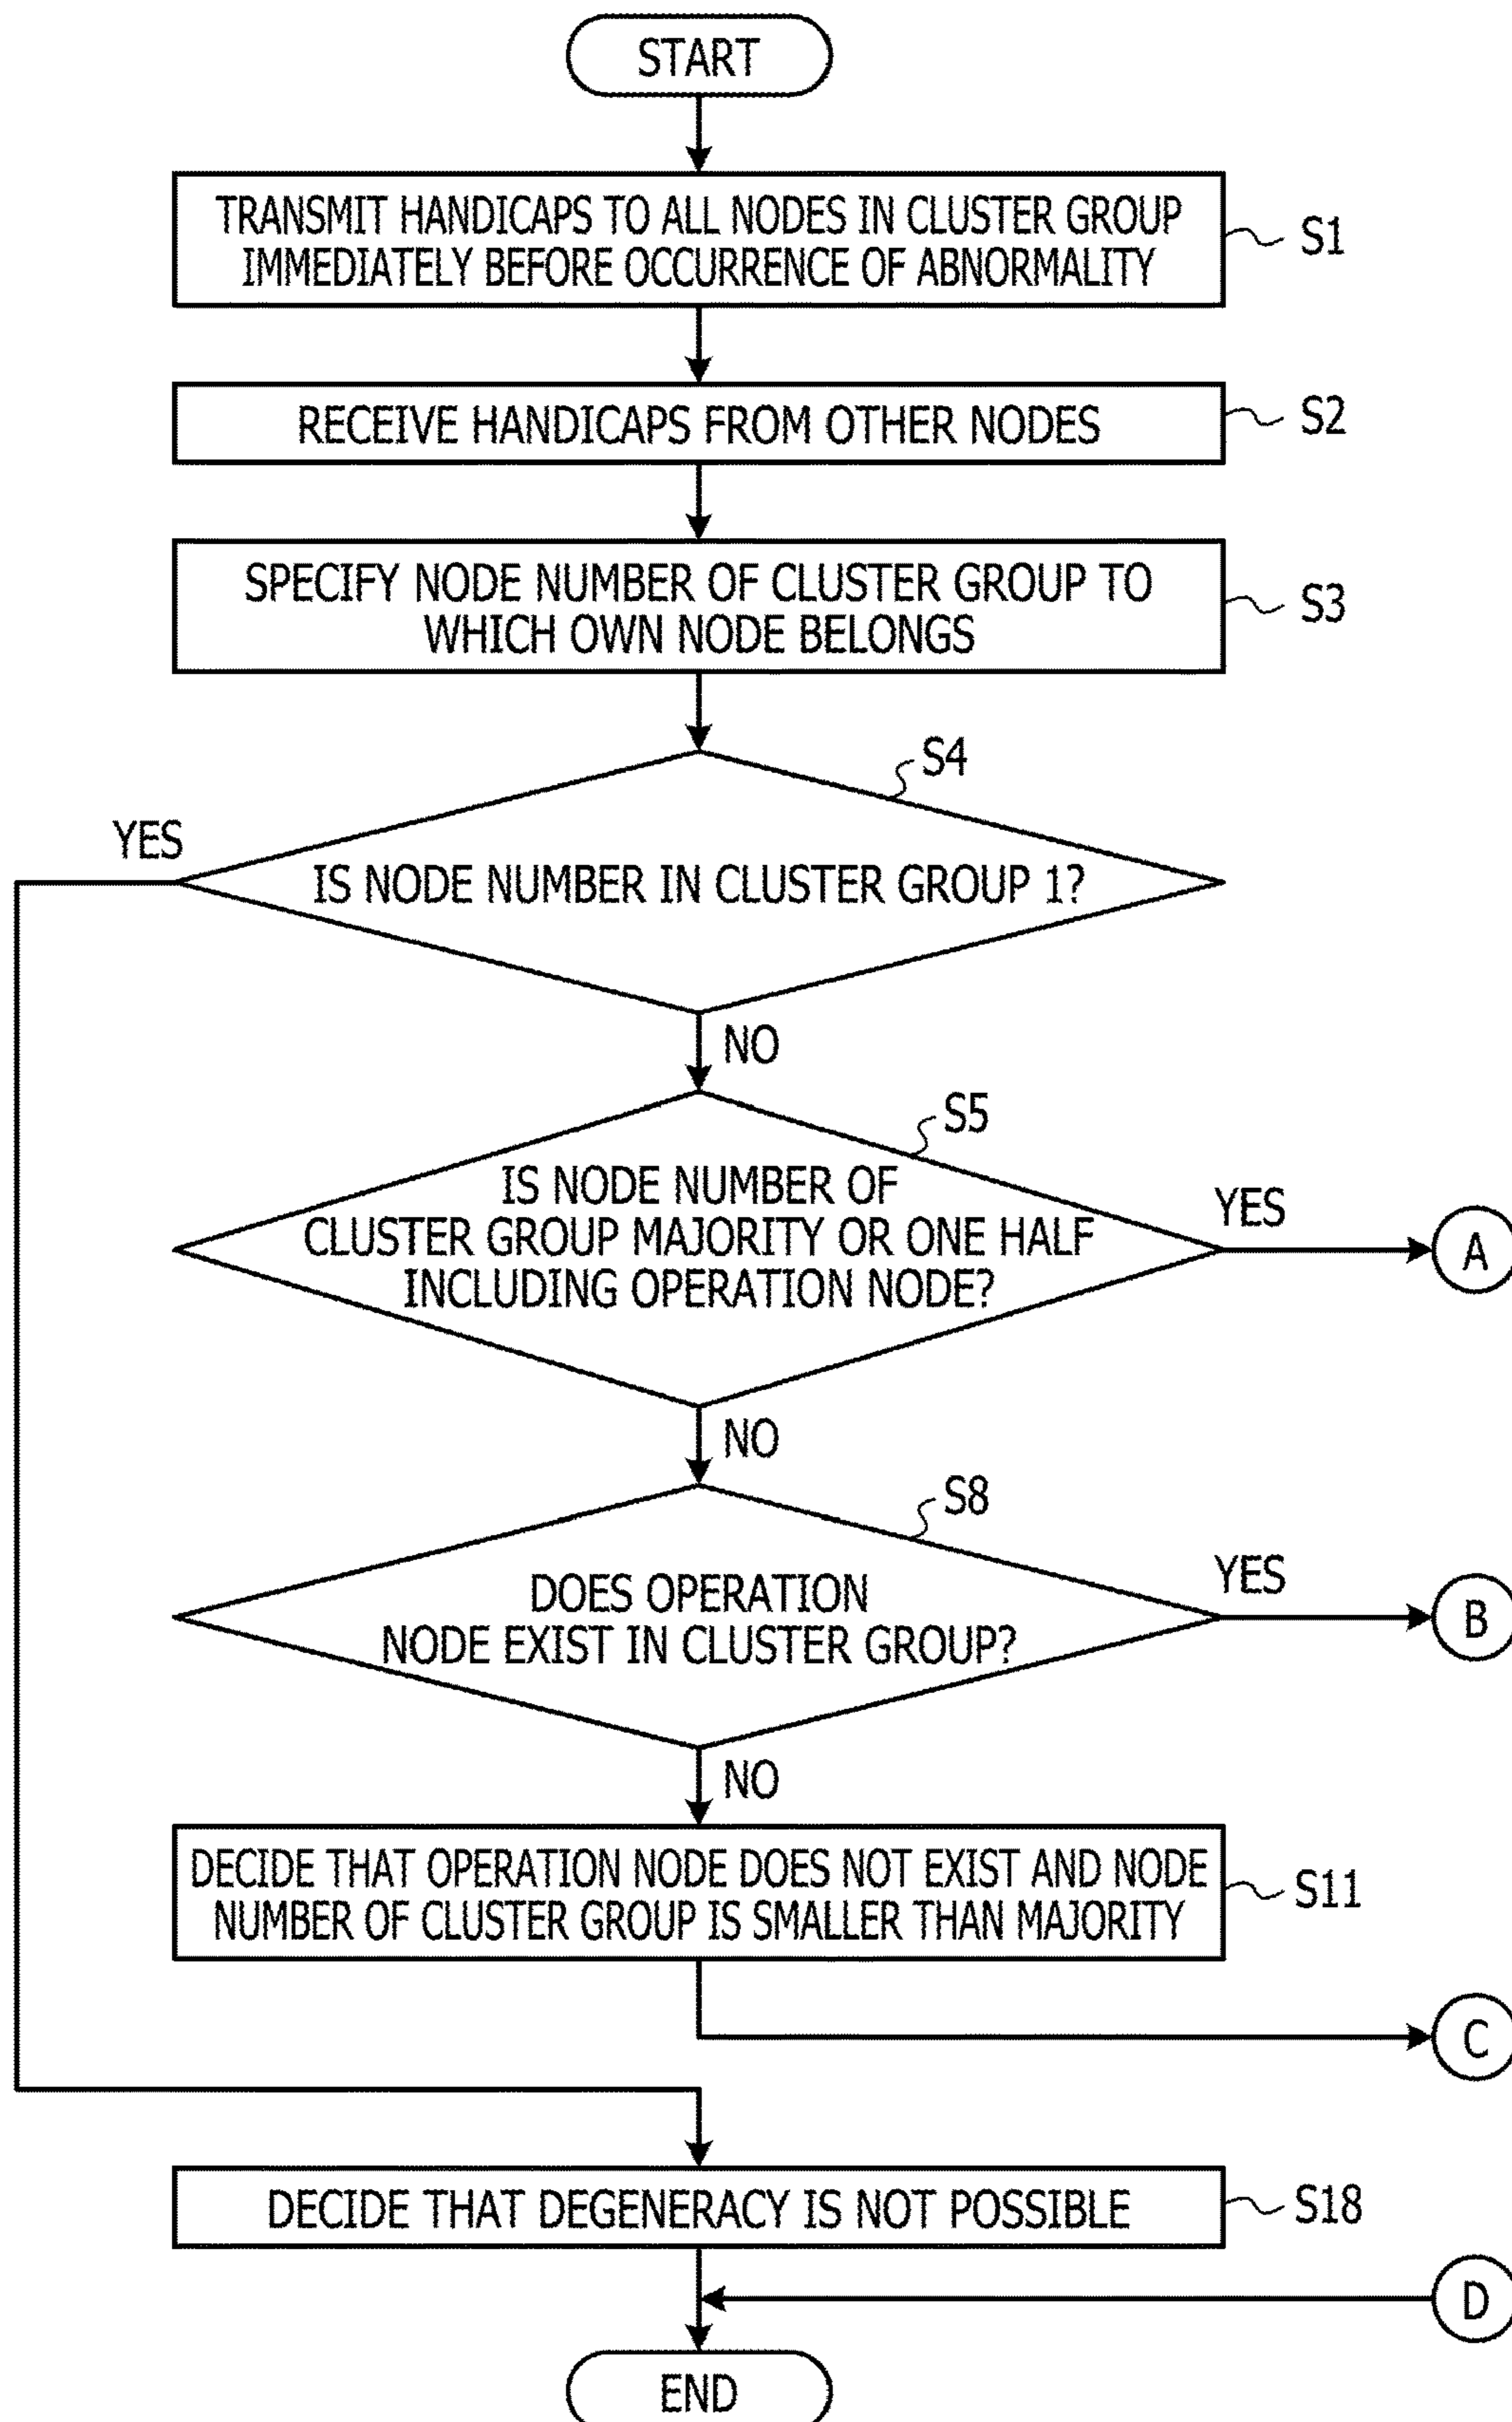 START
TRANSMIT HANDICAPS TO ALL NODES IN CLUSTER GROUP
IMMEDIATELY BEFORE OCCURRENCE OF ABNORMALITY
S1
RECEIVE HANDICAPS FROM OTHER NODES
S2
SPECIFY NODE NUMBER OF CLUSTER GROUP TO
WHICH OWN NODE BELONGS
S3
S4
YES
IS NODE NUMBER IN CLUSTER GROUP 1?
NO
S5
IS NODE NUMBER OF
CLUSTER GROUP MAJORITY OR ONE HALF
INCLUDING OPERATION NODE?
YES
A
NO
S8
DOES OPERATION
NODE EXIST IN CLUSTER GROUP?
YES
B
NO
DECIDE THAT OPERATION NODE DOES NOT EXIST AND NODE
NUMBER OF CLUSTER GROUP IS SMALLER THAN MAJORITY
S11
C
DECIDE THAT DEGENERACY IS NOT POSSIBLE
S18
D
END